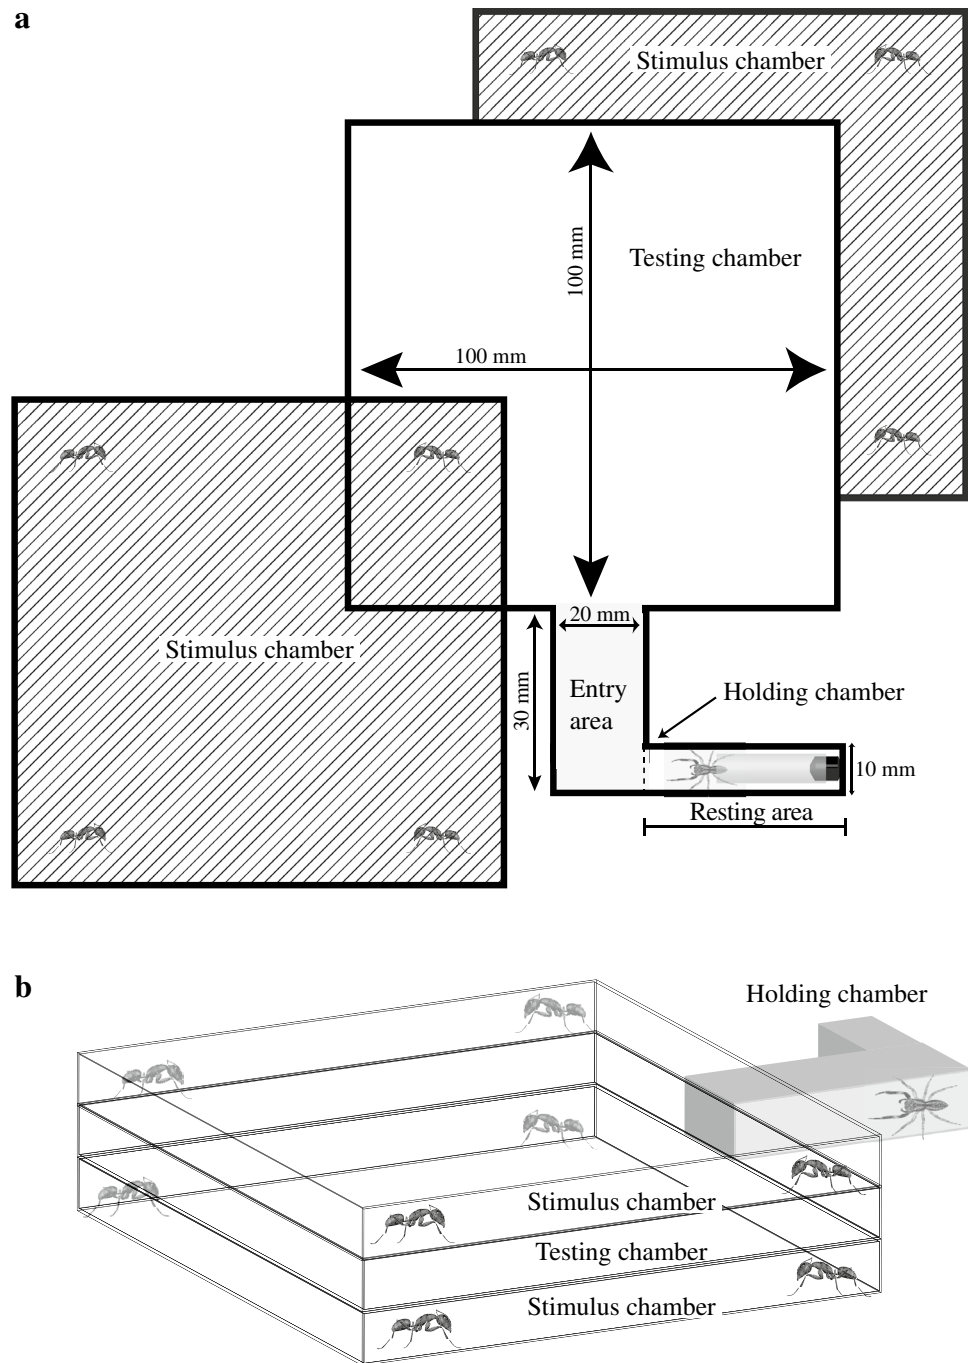 a
Stimulus chamber
100 mm
Testing chamber
100 mm
Stimulus chamber
20 mm
30 mm
Entry
area
Holding chamber
10 mm
Resting area
b
Holding chamber
Stimulus chamber
Testing chamber
Stimulus chamber